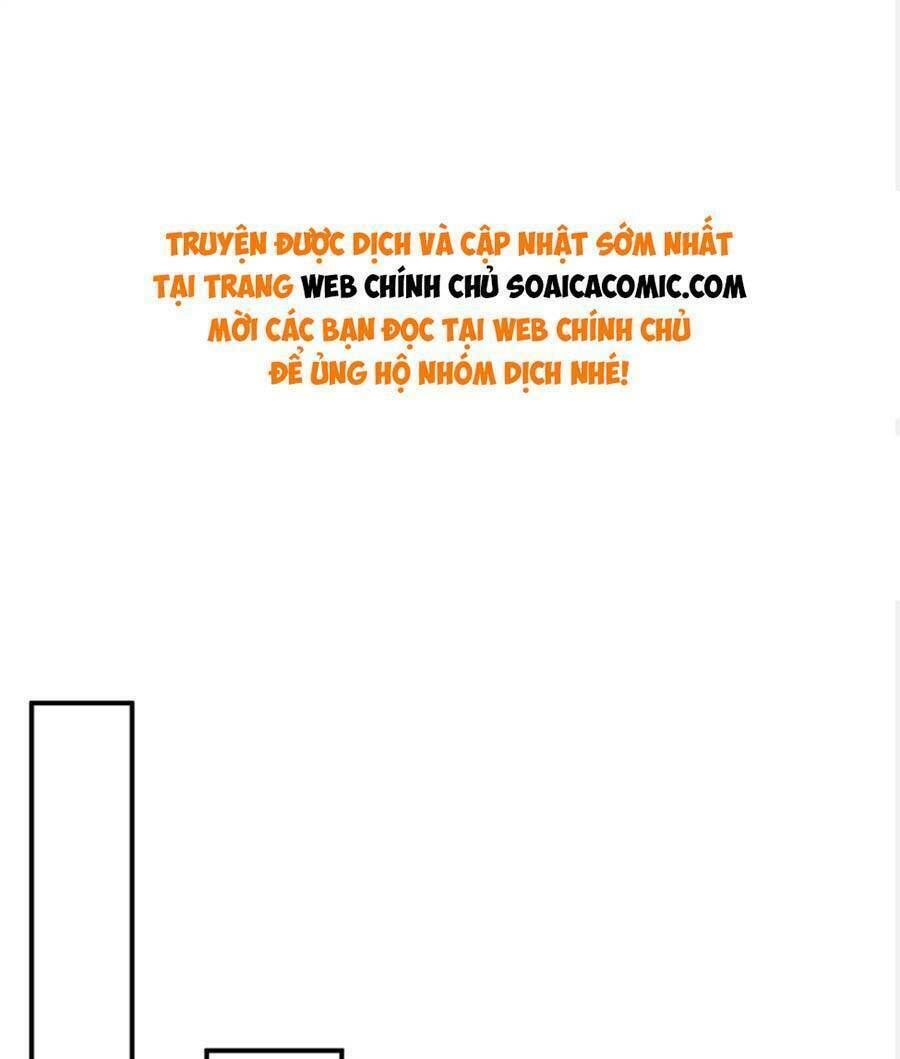 TRUYỆN ĐƯỢC DỊCH VÀ CẬP NHẬT SỚM NHẤT
TẠI TRANG WEB CHÍNH CHỦ SOAICACOMIC.COM
MỜI CÁC BẠN ĐỌC TẠI WEB CHÍNH CHỦ
ĐỂ ỦNG HỘ NHÓM DỊCH NHÉ!